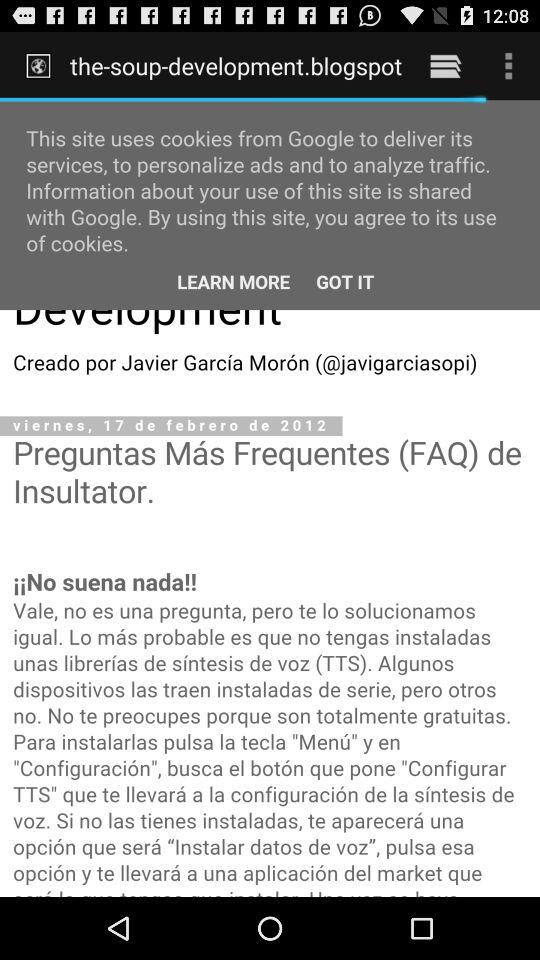 12:08
the-soup-development.blogspot
This site uses cookies from Google to deliver its
services, to personalize ads and to analyze traffic.
Information about your use of this site is shared
with Google. By using this site, you agree to its use
of cookies.
LEARN MORE GOT IT
Development
Creado por Javier García Morón (@javigarciasopi)
viernes, 17 de febrero de 2012
Preguntas Más Frequentes (FAQ) de
Insultator.
¡¡No suena nada!!
Vale, no es una pregunta, pero te lo solucionamos
igual. Lo más probable es que no tengas instaladas
unas librerías de síntesis de voz (TTS). Algunos
dispositivos las traen instaladas de serie, pero otros
no. No te preocupes porque son totalmente gratuitas.
Para instalarlas pulsa la tecla "Menú" y en
"Configuración", busca el botón que pone "Configurar
TTS" que te llevará a la configuración de la síntesis de
voz. Si no las tienes instaladas, te aparecerá una
opción que será “Instalar datos de voz”, pulsa esa
opción y te llevará a una aplicación del market que